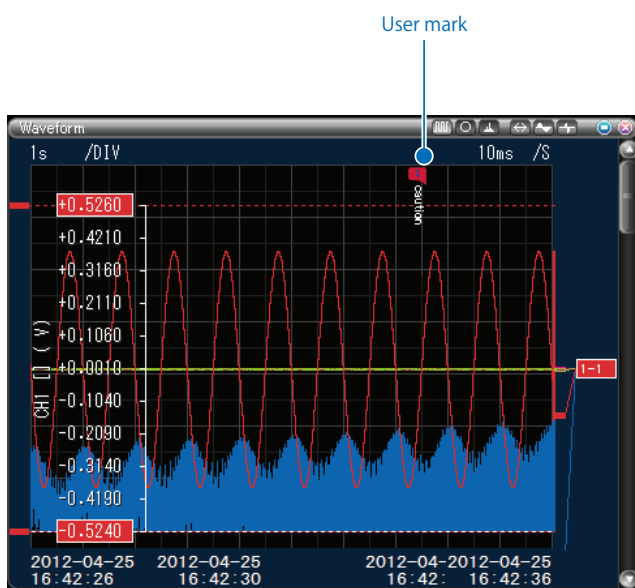 User mark
Waveform
1s /DIV
10ms /S
caution
+0.5260
+0.4210
+0.3160
+0.2110
+0.1060
+0.0010
-0.1040
-0.2090
-0.3140
-0.4190
-0.5240
CH1 [] ( V)
1-1
2012-04-25 2012-04-25 2012-04-2012-04-25
16:42:26 16:42:30 16:42: 16:42:36